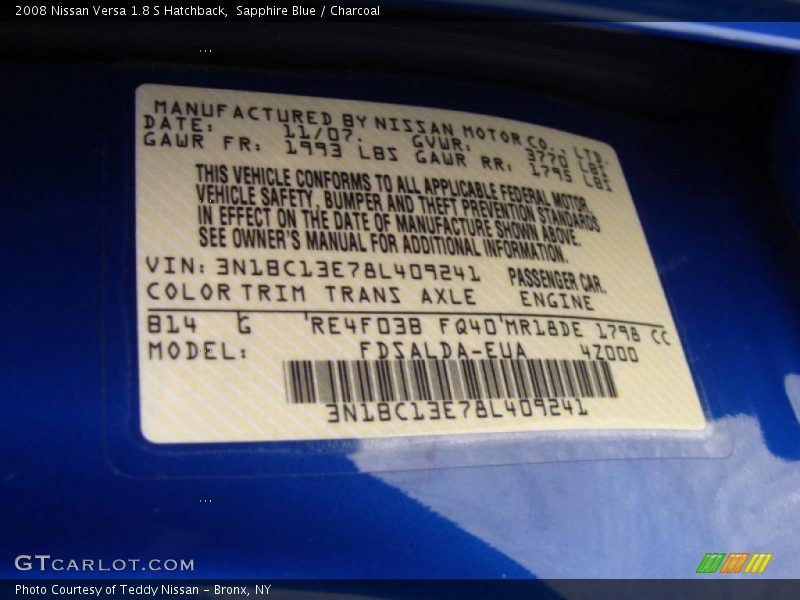 2008 Nissan Versa 1.8 S Hatchback,  Sapphire Blue / Charcoal
MANUFACTURED BY NISSAN MOTOR CO., LTD.
DATE: 11/07. GVWR: 3770 LBS
GAWR FR: 1993 LBS GAWR RR: 1795 LBS
THIS VEHICLE CONFORMS TO ALL APPLICABLE FEDERAL MOTOR
VEHICLE SAFETY, BUMPER AND THEFT PREVENTION STANDARDS
IN EFFECT ON THE DATE OF MANUFACTURE SHOWN ABOVE.
SEE OWNER'S MANUAL FOR ADDITIONAL INFORMATION.
VIN: 3N1BC13E78L409241 PASSENGER CAR.
COLOR TRIM TRANS AXLE ENGINE
B14 G 'RE4F03B FQ40'MR18DE 1798 CC
MODEL: FDSALDA-EUA 4Z000
3N1BC13E78L409241
GTCARLOT.COM
Photo Courtesy of Teddy Nissan - Bronx, NY